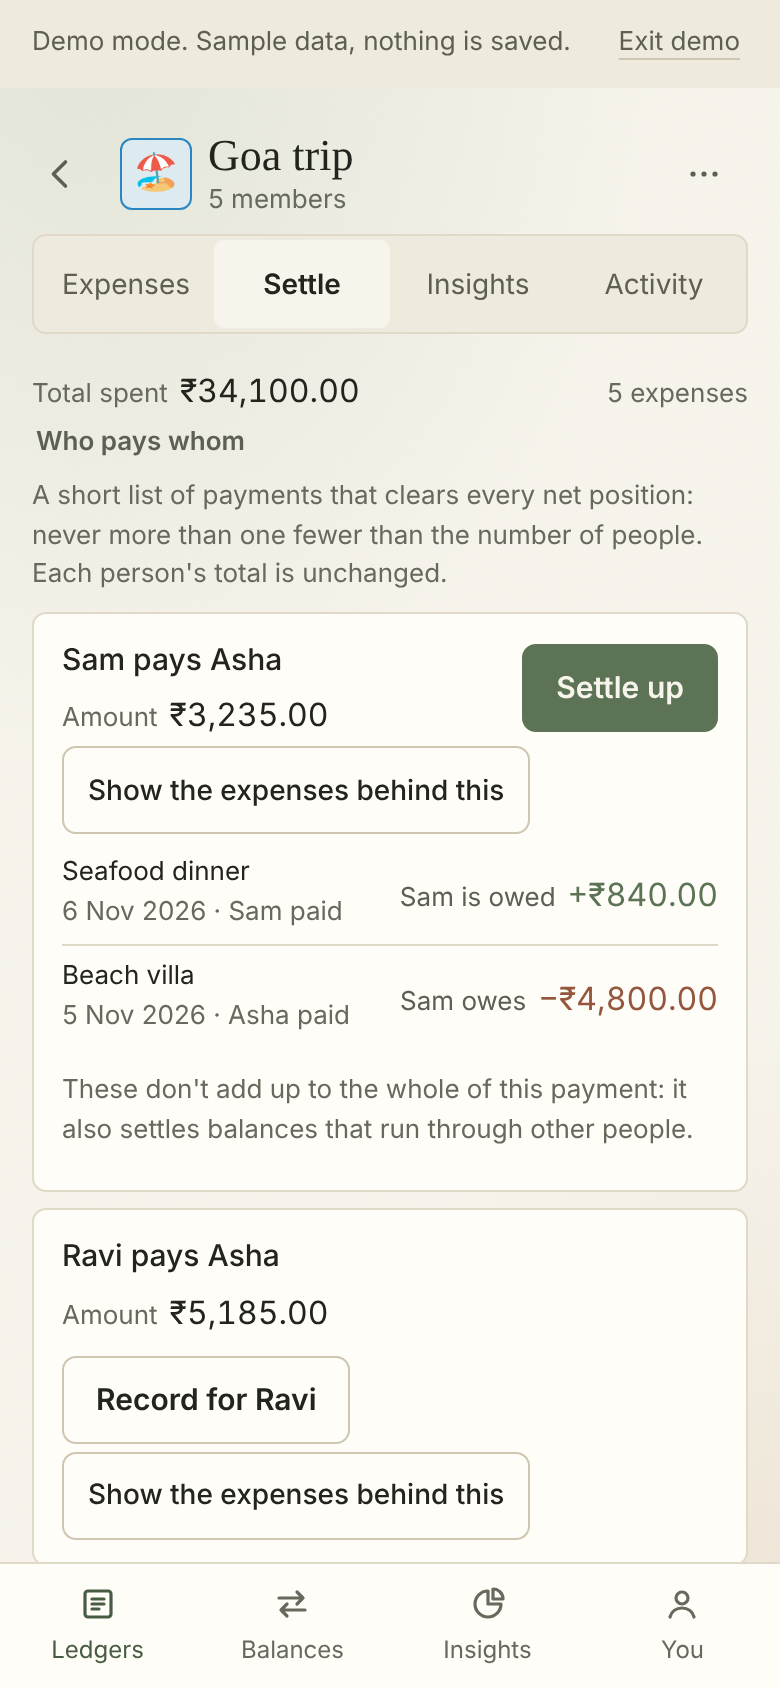 Demo mode. Sample data, nothing is saved. Exit demo
Goa trip
5 members
Expenses Settle Insights Activity
Total spent ₹34,100.00 5 expenses
Who pays whom
A short list of payments that clears every net position:
never more than one fewer than the number of people.
Each person's total is unchanged.
Sam pays Asha
Settle up
Amount ₹3,235.00
Show the expenses behind this
Seafood dinner
6 Nov 2026 · Sam paid
Sam is owed +₹840.00
Beach villa
5 Nov 2026 · Asha paid
Sam owes −₹4,800.00
These don't add up to the whole of this payment: it
also settles balances that run through other people.
Ravi pays Asha
Amount ₹5,185.00
Record for Ravi
Show the expenses behind this
Ledgers Balances Insights You